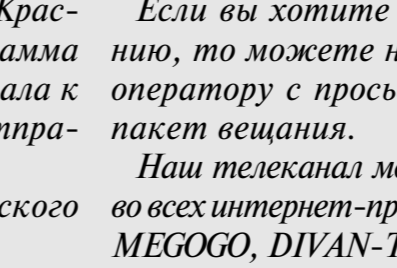 Крас-
амма
ала к
ппра-
ского
Если вы хотите
нию, то можете н
оператору с прось
пакет вещания.
Наш телеканал мо
во всех интернет-пр
MEGOGO, DIVAN-T